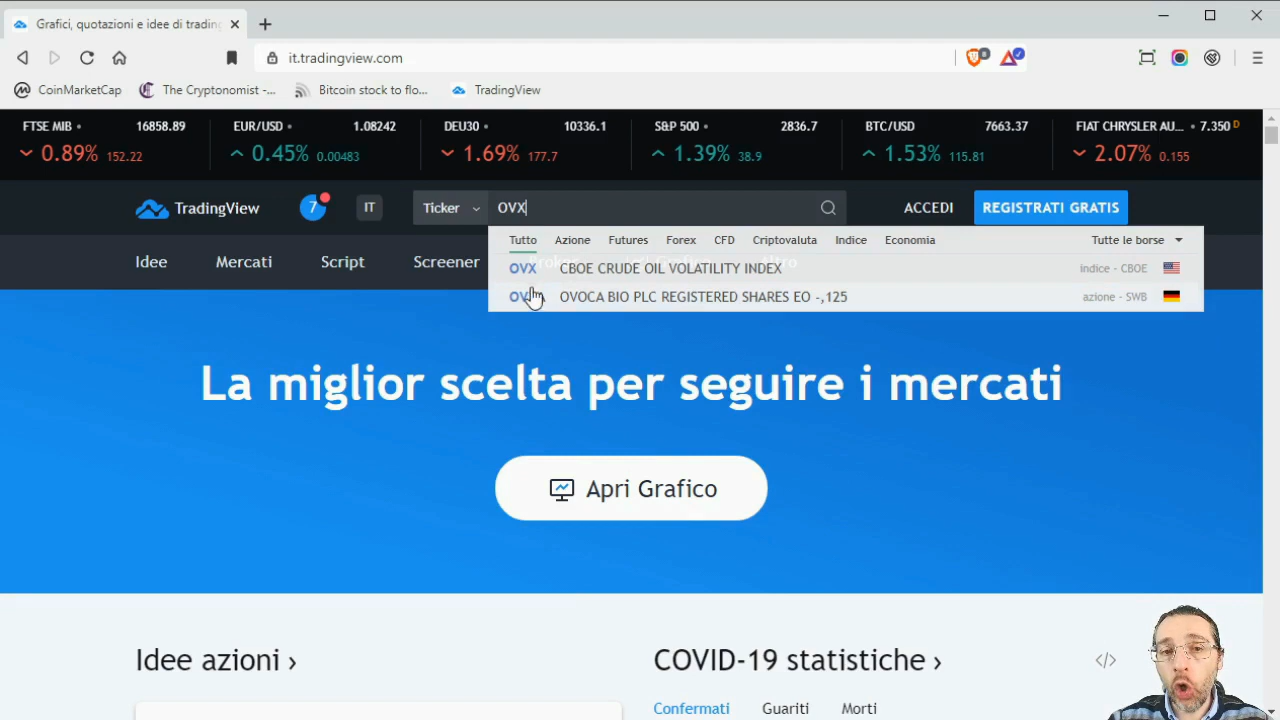 Grafici, quotazioni e idee di trading
it.tradingview.com
8
CoinMarketCap
The Cryptonomist -...
Bitcoin stock to flo...
TradingView
FTSE MIB 16858.89
0.89% 152.22
EUR/USD 1.08242
0.45% 0.00483
DEU30 10336.1
1.69% 177.7
S&P 500 2836.7
1.39% 38.9
BTC/USD 7663.37
1.53% 115.81
FIAT CHRYSLER AU... 7.350 D
2.07% 0.155
TradingView
7
IT
Ticker
OVX
ACCEDI
REGISTRATI GRATIS
Idee
Mercati
Script
Screener
Tutto Azione Futures Forex CFD Criptovaluta Indice Economia Tutte le borse
OVX CBOE CRUDE OIL VOLATILITY INDEX indice - CBOE
OVOCA BIO PLC REGISTERED SHARES EO -,125 azione - SWB
La miglior scelta per seguire i mercati
Apri Grafico
Idee azioni ›
COVID-19 statistiche ›
</>
Confermati Guariti Morti